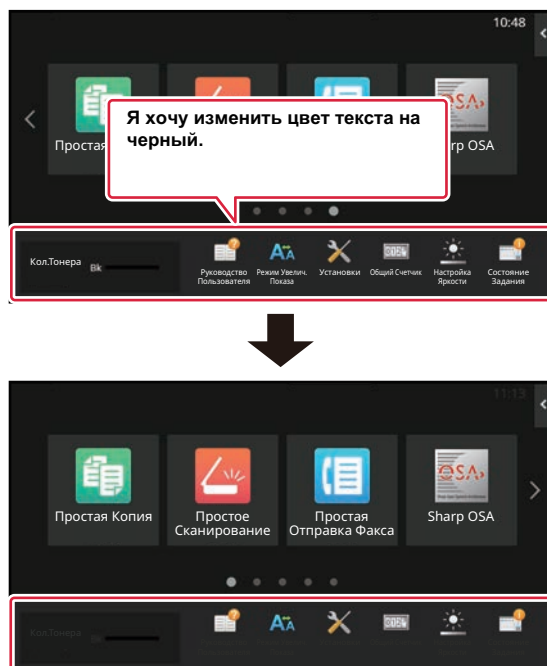 10:48
Простая
rp OSA
Я хочу изменить цвет текста на
черный.
Кол.Тонера
Bk
Руководство
Пользователя
Режим Увелич.
Показа
Установки
Общий Счетчик
Настройка
Яркости
Состояние
Задания
11:13
Простая Копия
Простое
Сканирование
Простая
Отправка Факса
Sharp OSA
Кол.Тонера